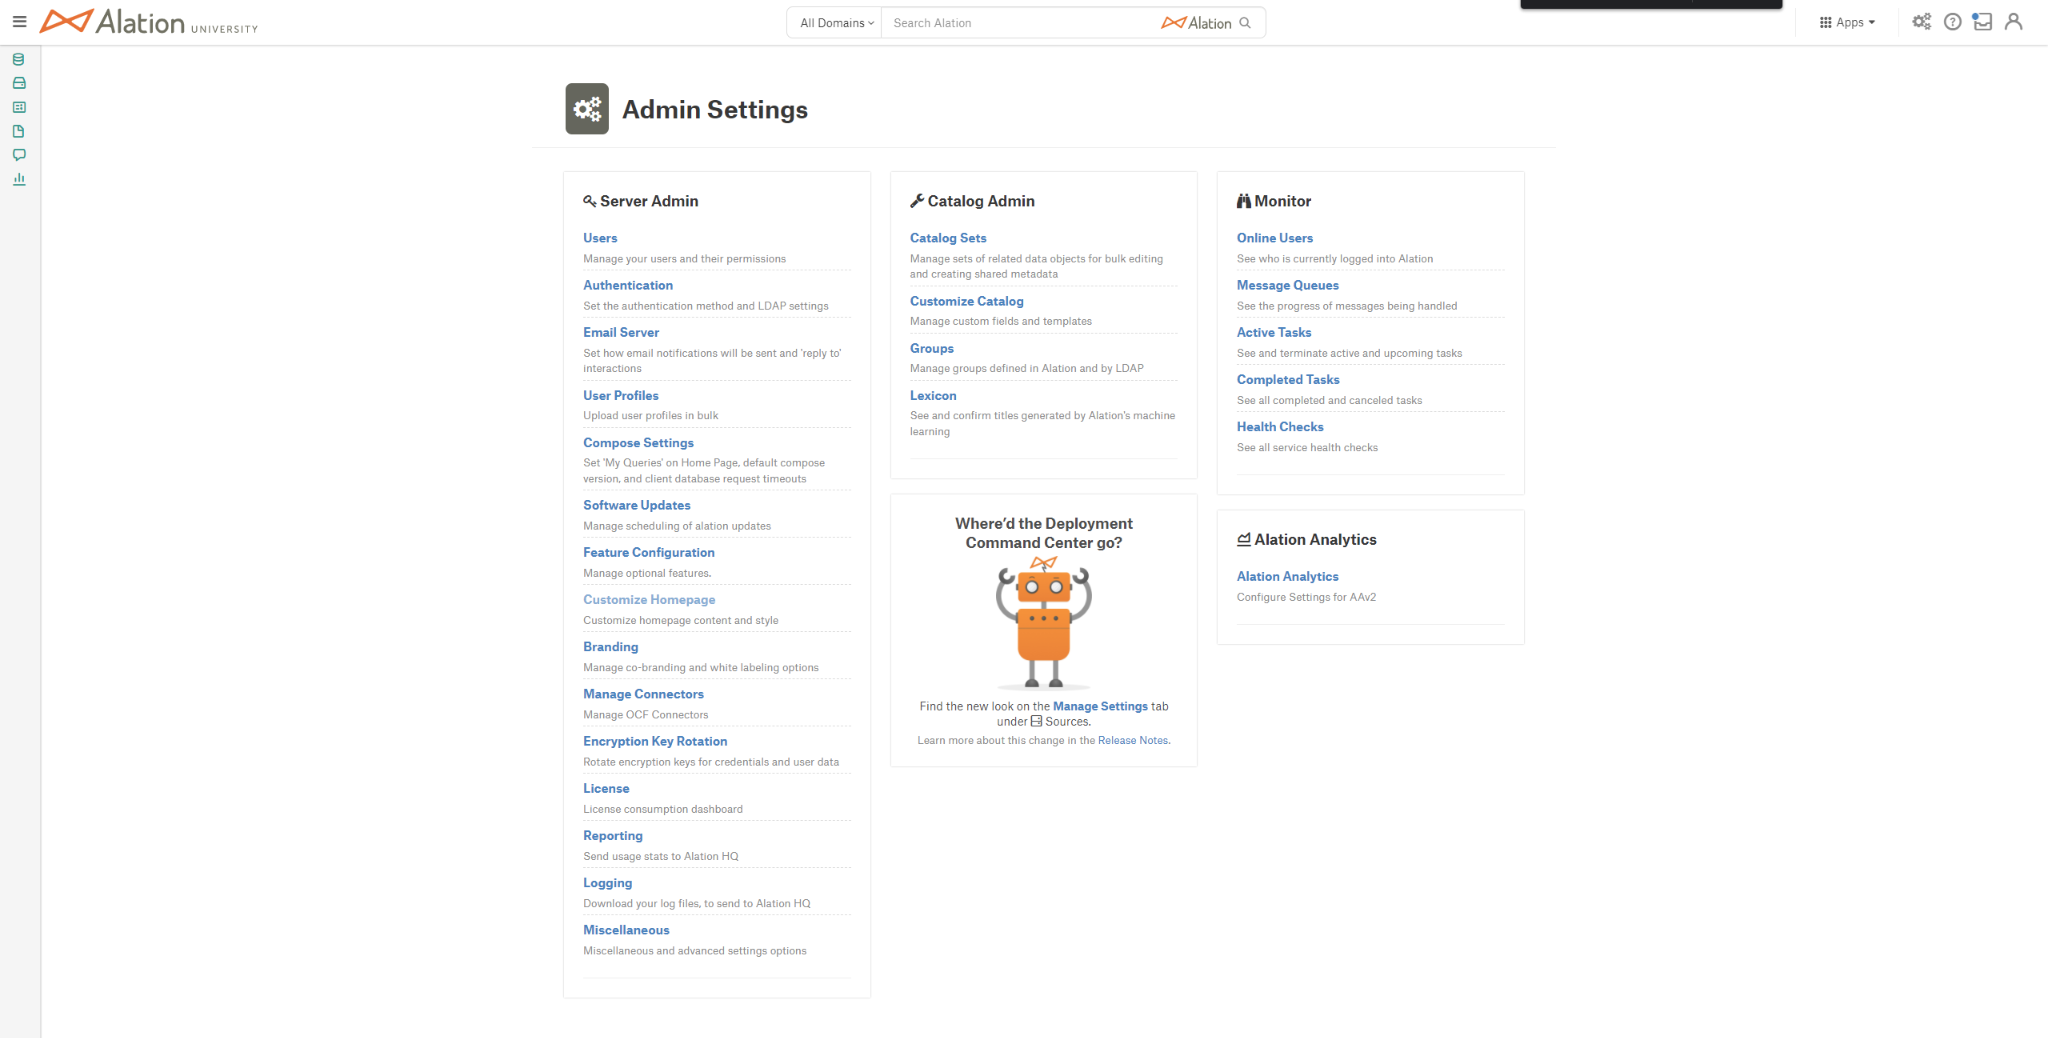 Alation UNIVERSITY
All Domains
Search Alation
Alation
Apps
Admin Settings
Server Admin
Users
Manage your users and their permissions
Authentication
Set the authentication method and LDAP settings
Email Server
Set how email notifications will be sent and 'reply to'
interactions
User Profiles
Upload user profiles in bulk
Compose Settings
Set 'My Queries' on Home Page, default compose
version, and client database request timeouts
Software Updates
Manage scheduling of alation updates
Feature Configuration
Manage optional features.
Customize Homepage
Customize homepage content and style
Branding
Manage co-branding and white labeling options
Manage Connectors
Manage OCF Connectors
Encryption Key Rotation
Rotate encryption keys for credentials and user data
License
License consumption dashboard
Reporting
Send usage stats to Alation HQ
Logging
Download your log files, to send to Alation HQ
Miscellaneous
Miscellaneous and advanced settings options
Catalog Admin
Catalog Sets
Manage sets of related data objects for bulk editing
and creating shared metadata
Customize Catalog
Manage custom fields and templates
Groups
Manage groups defined in Alation and by LDAP
Lexicon
See and confirm titles generated by Alation's machine
learning
Where'd the Deployment
Command Center go?
Find the new look on the Manage Settings tab
under Sources.
Learn more about this change in the Release Notes.
Monitor
Online Users
See who is currently logged into Alation
Message Queues
See the progress of messages being handled
Active Tasks
See and terminate active and upcoming tasks
Completed Tasks
See all completed and canceled tasks
Health Checks
See all service health checks
Alation Analytics
Alation Analytics
Configure Settings for AAv2